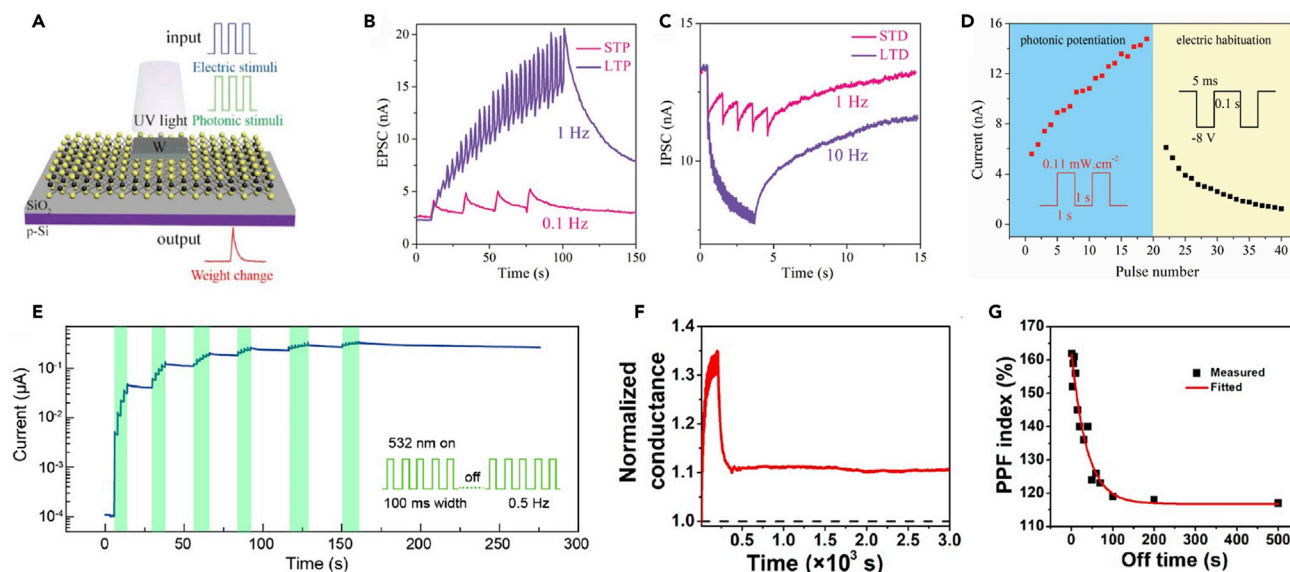 A
input
Electric stimuli
Photonic stimuli
UV light
W
SiO2
p-Si
output
Weight change
B
EPSC (nA)
20
15
10
5
0
STP
LTP
1 Hz
0.1 Hz
0 50 100 150
Time (s)
C
IPSC (nA)
13
10
STD
LTD
1 Hz
10 Hz
0 5 10 15
Time (s)
D
Current (nA)
16
12
8
4
0
photonic potentiation
electric habituation
5 ms
0.1 s
-8 V
0.11 mW.cm-2
1 s
1 s
0 5 10 15 20 25 30 35 40
Pulse number
E
Current (µA)
10-1
10-2
10-3
10-4
532 nm on
off
100 ms width
0.5 Hz
0 50 100 150 200 250 300
Time (s)
F
Normalized
conductance
1.4
1.3
1.2
1.1
1.0
0.5 1.0 1.5 2.0 2.5 3.0
Time (×103 s)
G
PPF index (%)
170
160
150
140
130
120
110
Measured
Fitted
0 100 200 300 400 500
Off time (s)